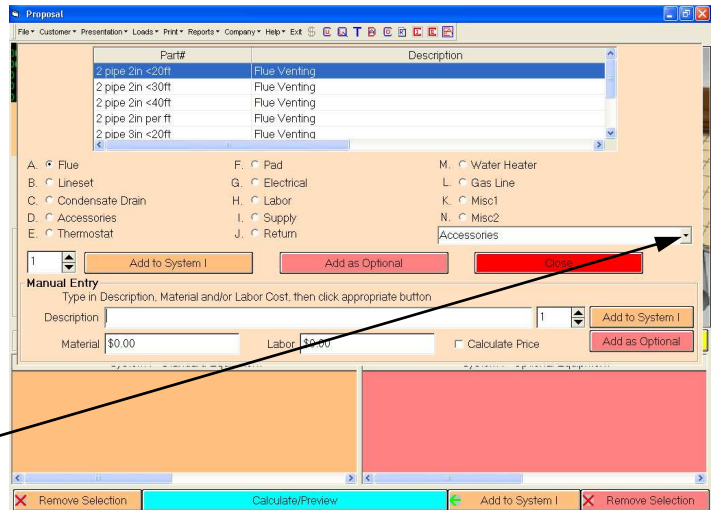 Proposal
File Customer Presentation Loads Print Reports Company Help Exit
Part# Description
2 pipe 2in <20ft Flue Venting
2 pipe 2in <30ft Flue Venting
2 pipe 2in <40ft Flue Venting
2 pipe 2in per ft Flue Venting
2 pipe 3in <20ft Flue Venting
A. Flue F. Pad M. Water Heater
B. Lineset G. Electrical L. Gas Line
C. Condensate Drain H. Labor K. Misc1
D. Accessories I. Supply N. Misc2
E. Thermostat J. Return Accessories
1 Add to System I Add as Optional Close
Manual Entry
Type in Description, Material and/or Labor Cost, then click appropriate button
Description 1 Add to System I
Material $0.00 Labor $0.00 Calculate Price Add as Optional
Remove Selection Calculate/Preview Add to System I Remove Selection